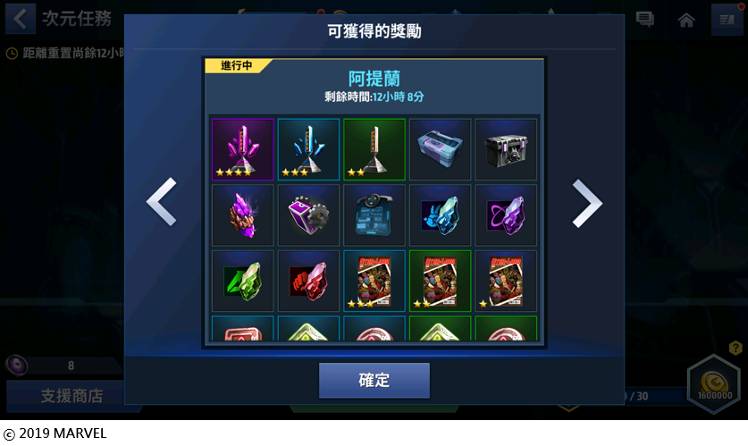 次元任務
距離重置尚餘12小時
可獲得的獎勵
進行中
阿提蘭
剩餘時間:12小時 8分
8
支援商店
確定
/ 30
1600000
?
© 2019 MARVEL